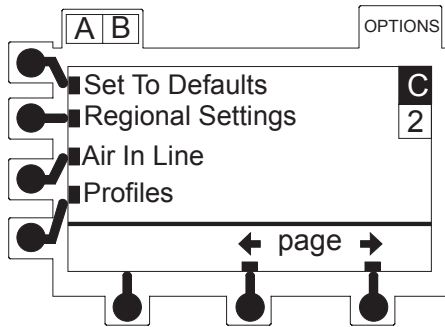 A B
OPTIONS
Set To Defaults
C
Regional Settings
2
Air In Line
Profiles
page